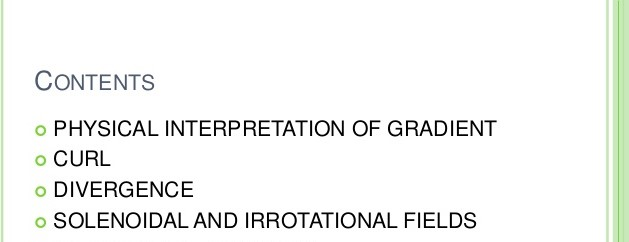 CONTENTS
PHYSICAL INTERPRETATION OF GRADIENT
CURL
DIVERGENCE
SOLENOIDAL AND IRROTATIONAL FIELDS